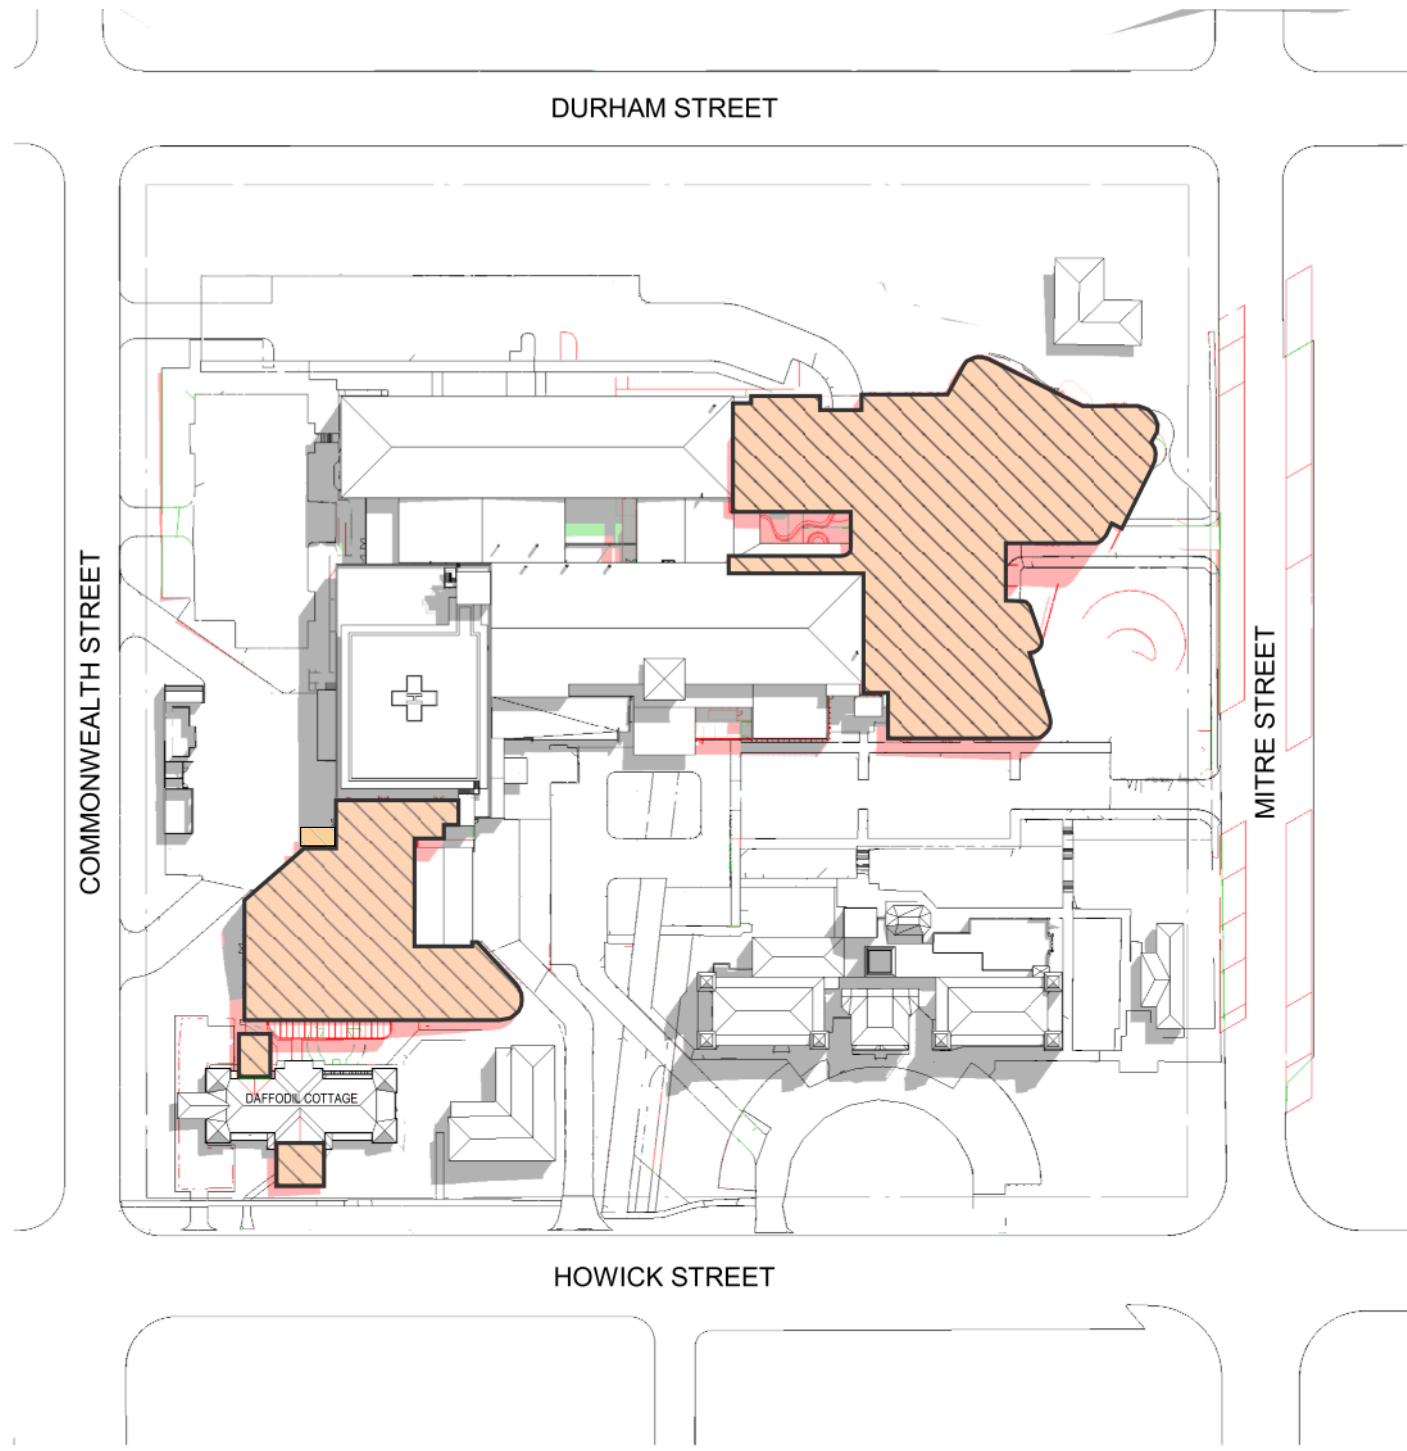 DURHAM STREET
COMMONWEALTH STREET
MITRE STREET
DAFFODIL COTTAGE
HOWICK STREET